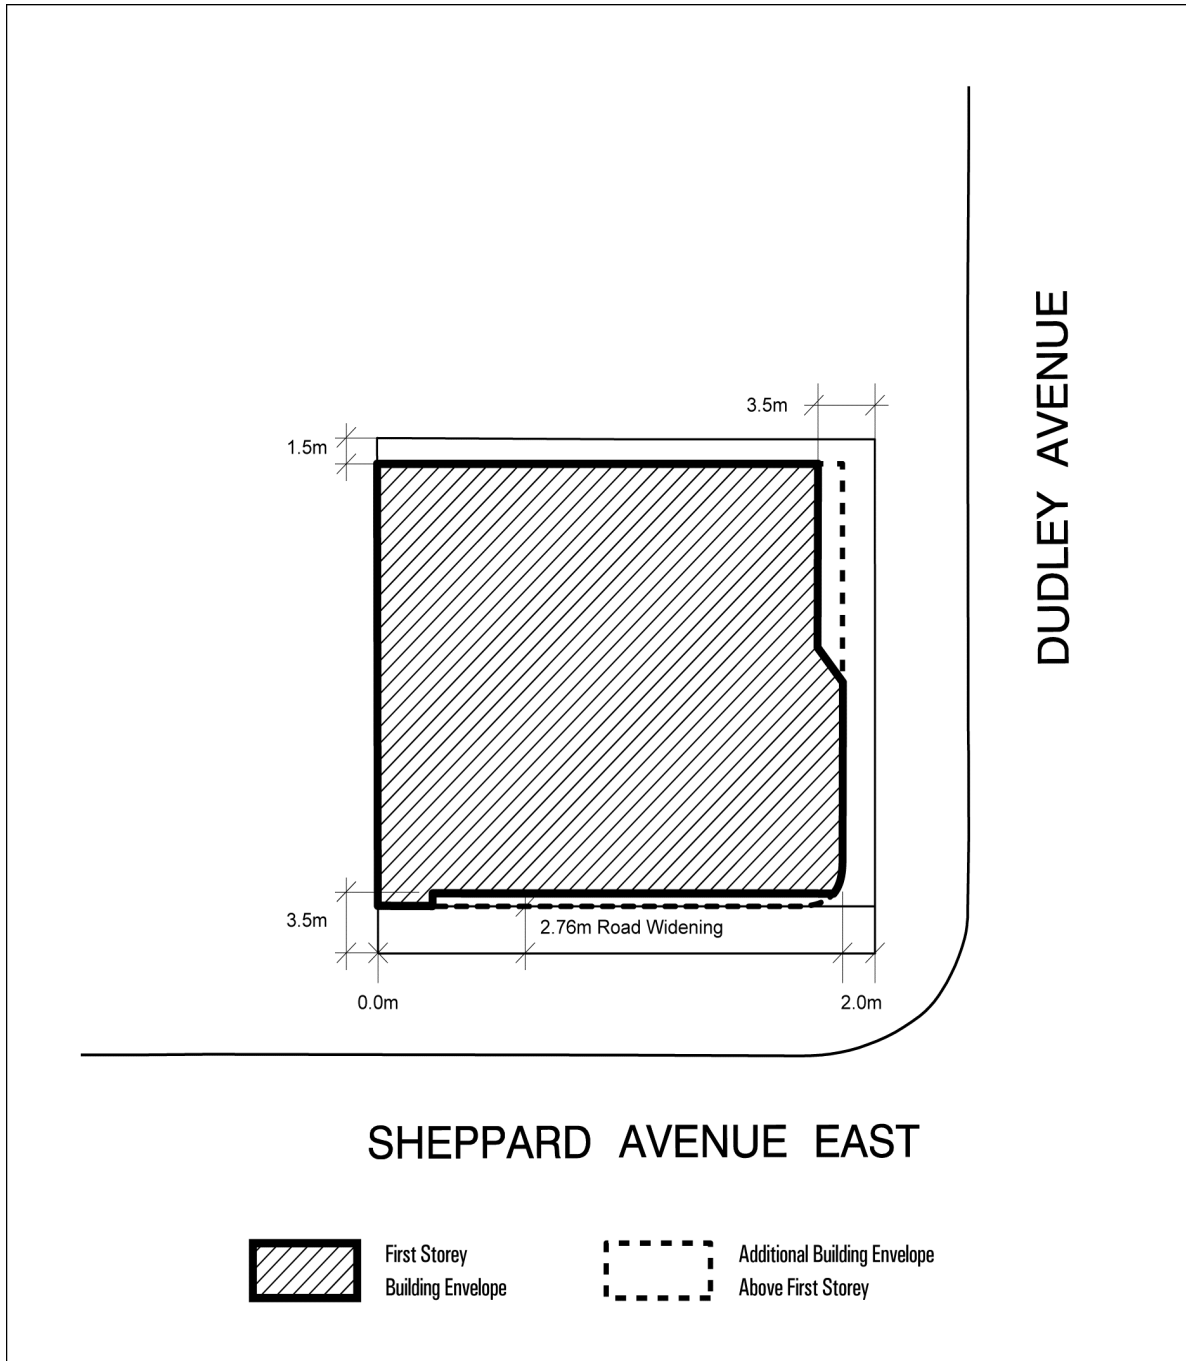 3.5m
1.5m
DUDLEY AVENUE
3.5m
2.76m Road Widening
0.0m
2.0m
SHEPPARD AVENUE EAST
First Storey
Building Envelope
Additional Building Envelope
Above First Storey